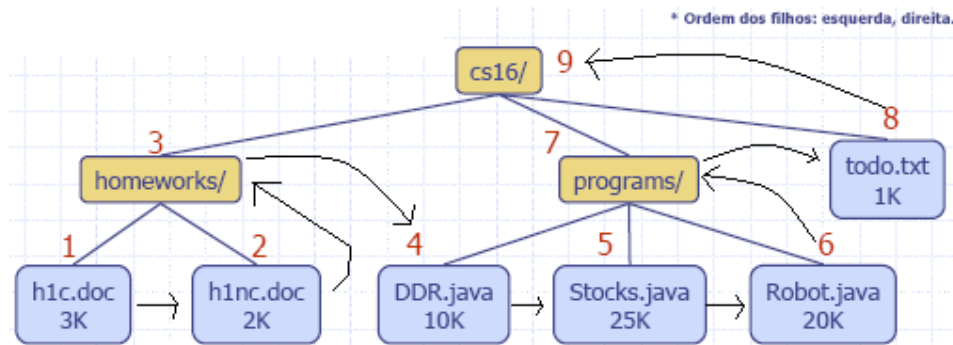 * Ordem dos filhos: esquerda, direita.
cs16/
9
8
3
7
homeworks/
programs/
todo.txt
1K
1
2
4
5
6
h1c.doc
3K
h1nc.doc
2K
DDR.java
10K
Stocks.java
25K
Robot.java
20K